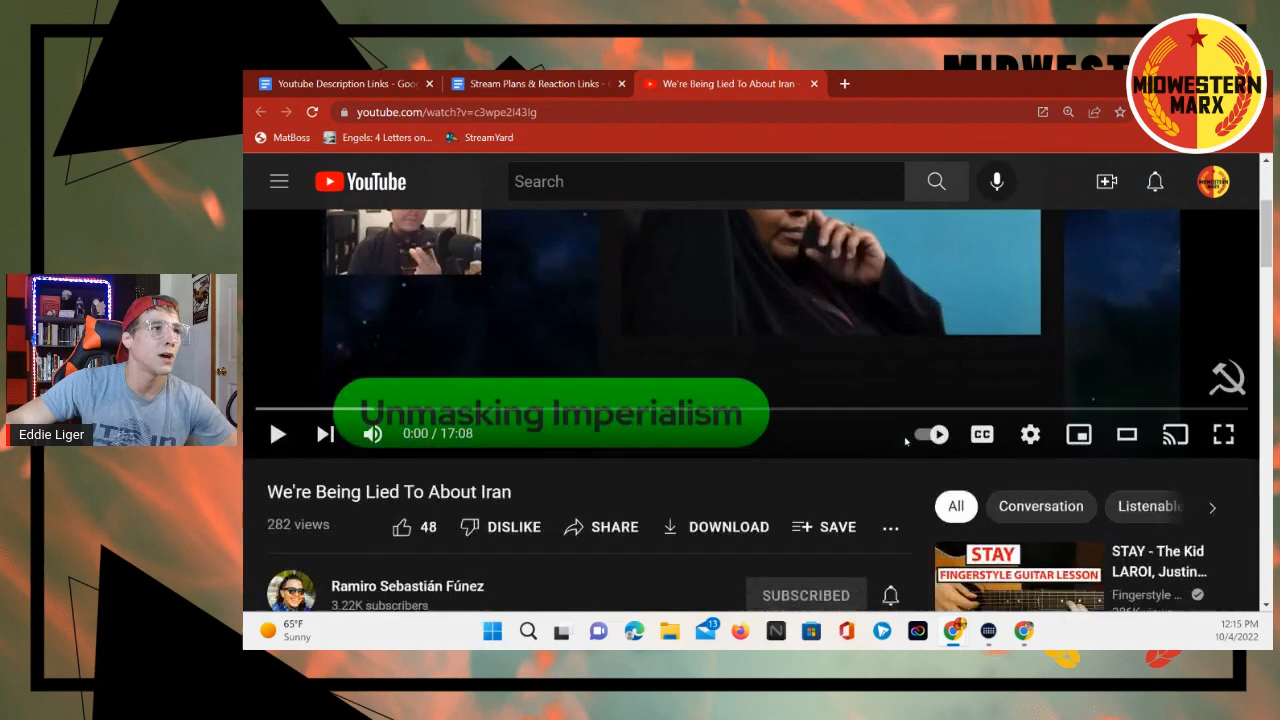 MIDWESTERN
MARX
Youtube Description Links - Goo
Stream Plans & Reaction Links -
We're Being Lied To About Iran -
youtube.com/watch?v=c3wpe2I43Ig
MatBoss
Engels: 4 Letters on...
StreamYard
YouTube
Search
Unmasking Imperialism
0:00 / 17:08
CC
We're Being Lied To About Iran
282 views
48
DISLIKE
SHARE
DOWNLOAD
SAVE
...
All
Conversation
Listenable
Ramiro Sebastián Fúnez
3.22K subscribers
SUBSCRIBED
STAY
FINGERSTYLE GUITAR LESSON
STAY - The Kid
LAROI, Justin...
Fingerstyle ...
Eddie Liger
65°F
Sunny
13
12:15 PM
10/4/2022